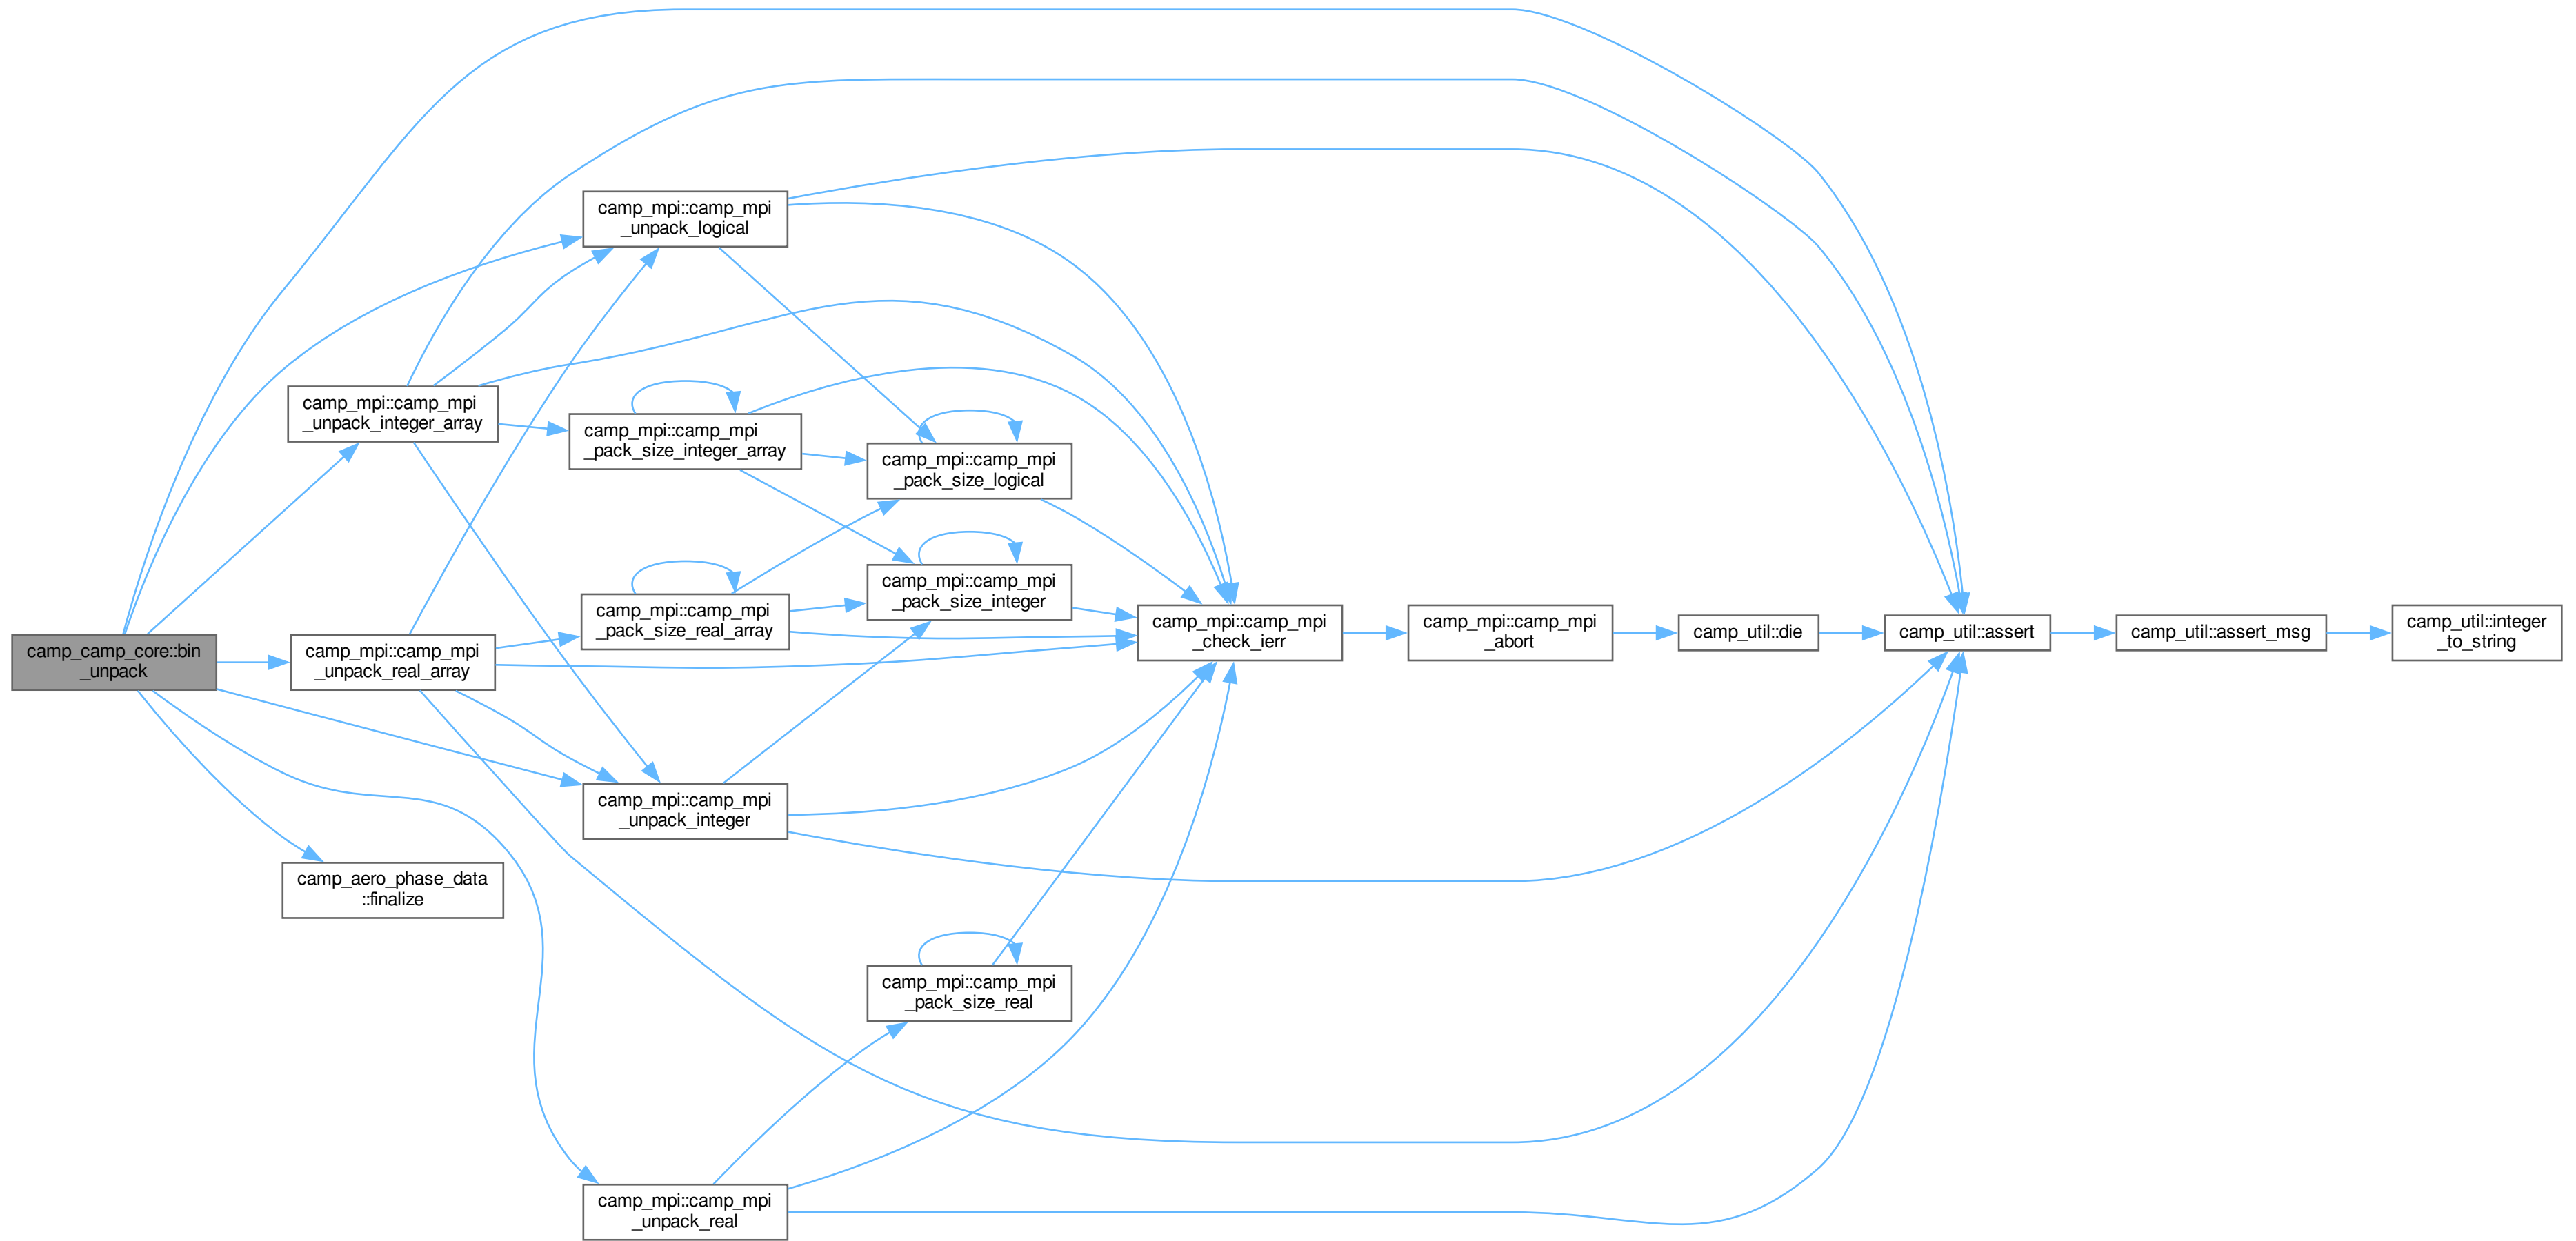 camp_camp_core::bin
_unpack
camp_mpi::camp_mpi
_unpack_integer_array
camp_mpi::camp_mpi
_unpack_real_array
camp_aero_phase_data
::finalize
camp_mpi::camp_mpi
_unpack_logical
camp_mpi::camp_mpi
_pack_size_integer_array
camp_mpi::camp_mpi
_pack_size_real_array
camp_mpi::camp_mpi
_unpack_integer
camp_mpi::camp_mpi
_unpack_real
camp_mpi::camp_mpi
_pack_size_logical
camp_mpi::camp_mpi
_pack_size_integer
camp_mpi::camp_mpi
_pack_size_real
camp_mpi::camp_mpi
_check_ierr
camp_mpi::camp_mpi
_abort
camp_util::die
camp_util::assert
camp_util::assert_msg
camp_util::integer
_to_string